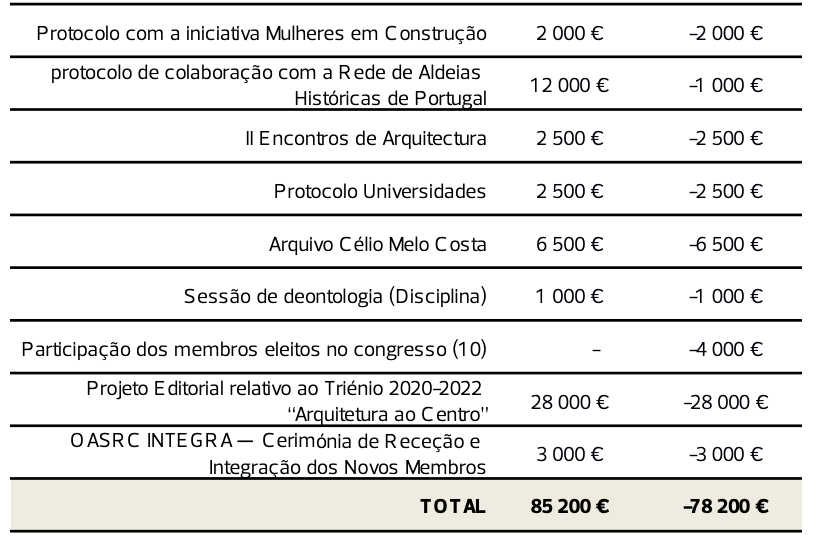 Protocolo com a iniciativa Mulheres em Construção 2 000 € –2 000 €
protocolo de colaboração com a Rede de Aldeias
Históricas de Portugal 12 000 € –1 000 €
II Encontros de Arquitectura 2 500 € –2 500 €
Protocolo Universidades 2 500 € –2 500 €
Arquivo Célio Melo Costa 6 500 € –6 500 €
Sessão de deontologia (Disciplina) 1 000 € –1 000 €
Participação dos membros eleitos no congresso (10) – –4 000 €
Projeto Editorial relativo ao Triénio 2020–2022
“Arquitetura ao Centro” 28 000 € –28 000 €
OASRC INTEGRA — Cerimónia de Receção e
Integração dos Novos Membros 3 000 € –3 000 €
TOTAL 85 200 € –78 200 €